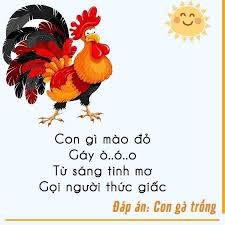 Con gì mào đỏ
Gáy ò..ó..o
Từ sáng tinh mơ
Gọi người thức giấc
Đáp án: Con gà trống